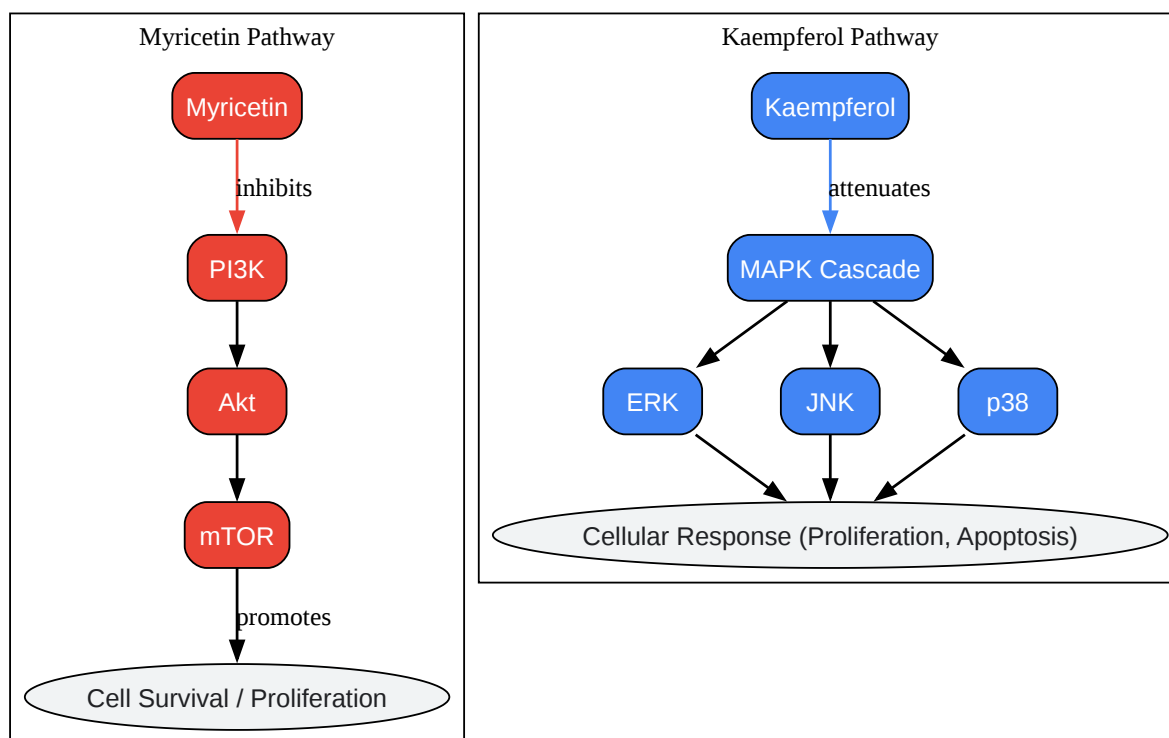 Myricetin Pathway
Myricetin
inhibits
PI3K
Akt
mTOR
promotes
Cell Survival / Proliferation
Kaempferol Pathway
Kaempferol
attenuates
MAPK Cascade
ERK
JNK
p38
Cellular Response (Proliferation, Apoptosis)